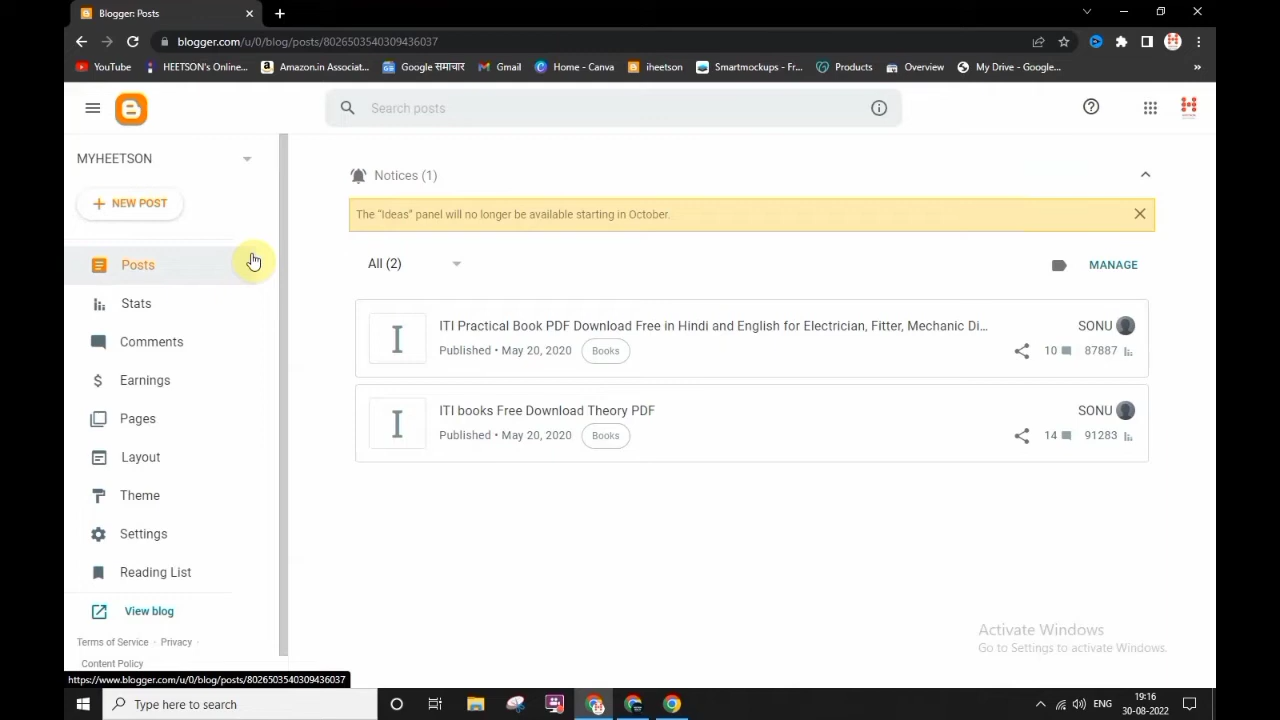 Blogger: Posts
blogger.com/u/0/blog/posts/8026503540309436037
YouTube
HEETSON's Online...
Amazon.in Associat...
Google समाचार
Gmail
Home - Canva
iheetson
Smartmockups - Fr...
Products
Overview
My Drive - Google...
»
Search posts
MYHEETSON
NEW POST
Posts
Stats
Comments
Earnings
Pages
Layout
Theme
Settings
Reading List
View blog
Terms of Service · Privacy ·
Content Policy
https://www.blogger.com/u/0/blog/posts/8026503540309436037
Notices (1)
The “Ideas” panel will no longer be available starting in October.
All (2)
MANAGE
I
ITI Practical Book PDF Download Free in Hindi and English for Electrician, Fitter, Mechanic Di...
SONU
Published • May 20, 2020 Books
10 87887
I
ITI books Free Download Theory PDF
SONU
Published • May 20, 2020 Books
14 91283
Activate Windows
Go to Settings to activate Windows.
Type here to search
ENG
19:16
30-08-2022